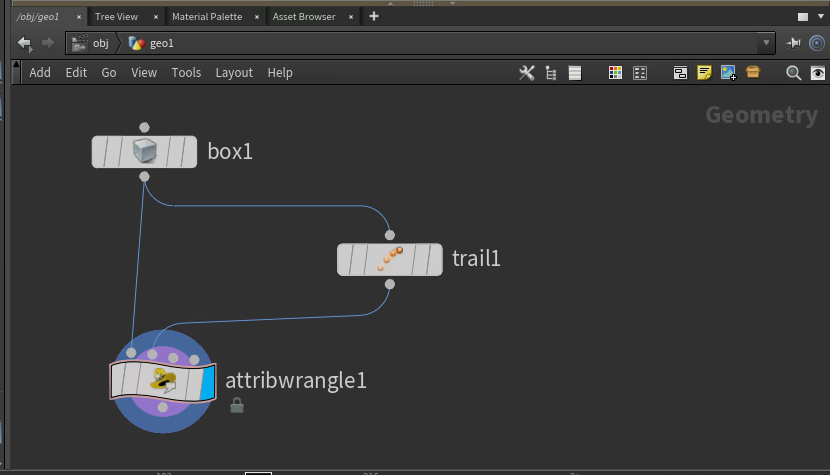 /obj/geo1 × Tree View × Material Palette × Asset Browser × +
obj geo1
Add Edit Go View Tools Layout Help
Geometry
box1
trail1
attribwrangle1